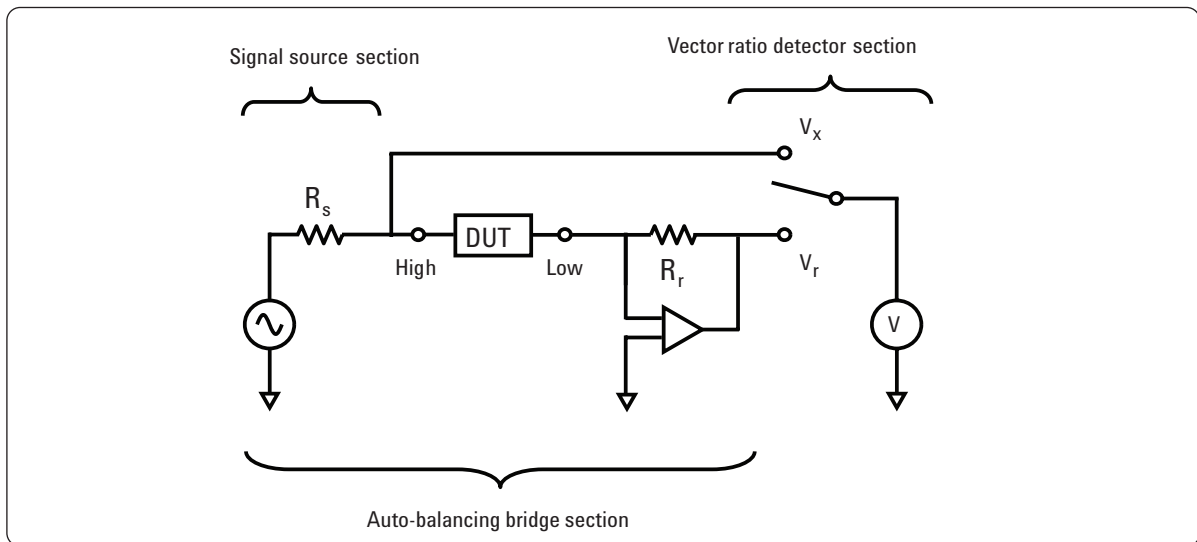 Signal source section
Vector ratio detector section
Vx
Rs
DUT
High
Low
Rr
Vr
V
Auto-balancing bridge section